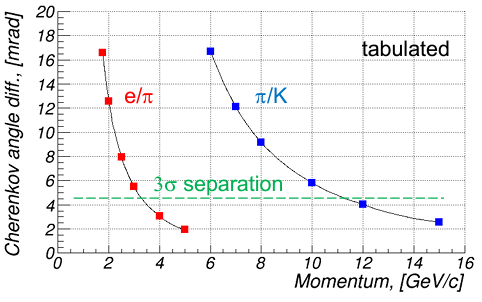 20
18
16
14
12
10
8
6
4
2
0
Cherenkov angle diff., [mrad]
tabulated
e/π
π/K
3σ separation
0 2 4 6 8 10 12 14 16
Momentum, [GeV/c]